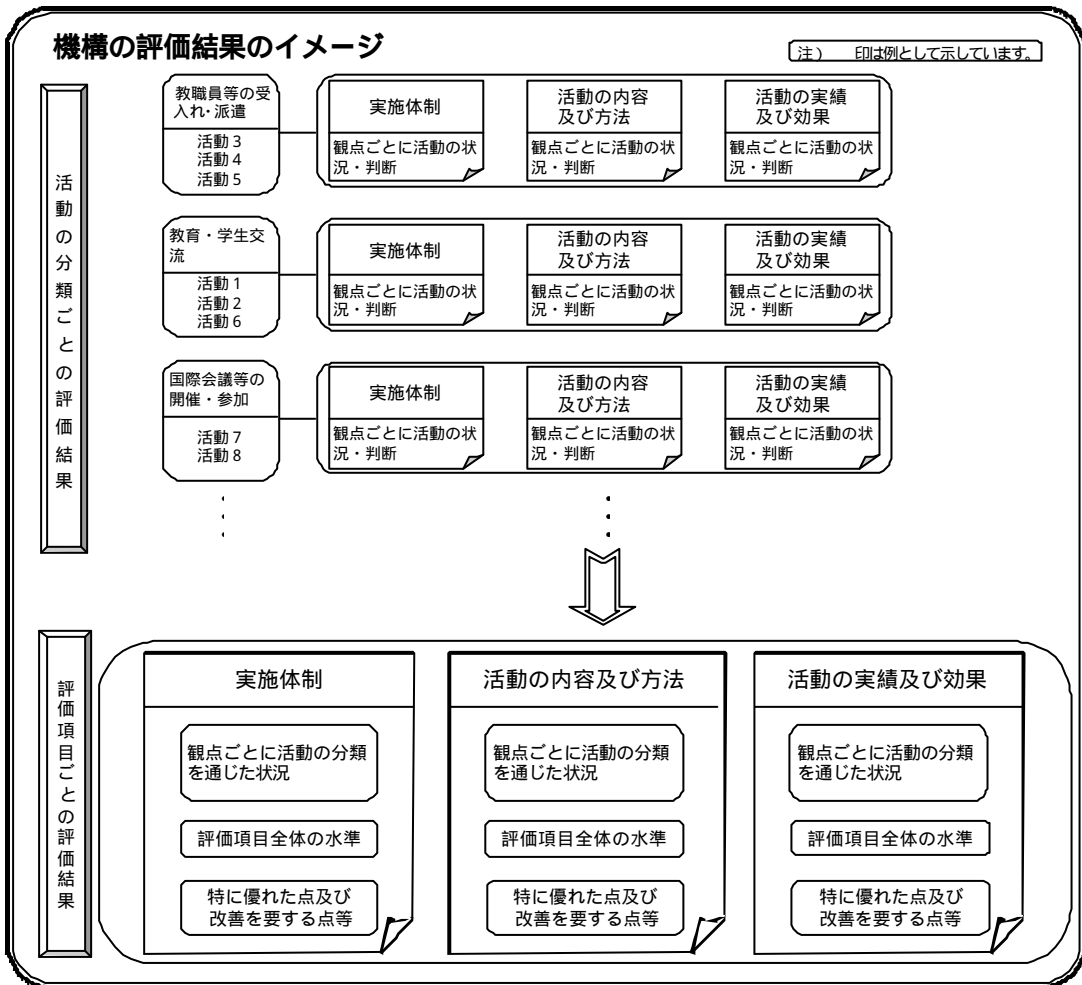 機構の評価結果のイメージ
注） 印は例として示しています。
活動の分類ごとの評価結果
教職員等の受
入れ・派遣
活動３
活動４
活動５
実施体制
観点ごとに活動の状
況・判断
活動の内容
及び方法
観点ごとに活動の状
況・判断
活動の実績
及び効果
観点ごとに活動の状
況・判断
教育・学生交
流
活動１
活動２
活動６
実施体制
観点ごとに活動の状
況・判断
活動の内容
及び方法
観点ごとに活動の状
況・判断
活動の実績
及び効果
観点ごとに活動の状
況・判断
国際会議等の
開催・参加
活動７
活動８
実施体制
観点ごとに活動の状
況・判断
活動の内容
及び方法
観点ごとに活動の状
況・判断
活動の実績
及び効果
観点ごとに活動の状
況・判断
評価項目ごとの評価結果
実施体制
観点ごとに活動の分類
を通じた状況
評価項目全体の水準
特に優れた点及び
改善を要する点等
活動の内容及び方法
観点ごとに活動の分類
を通じた状況
評価項目全体の水準
特に優れた点及び
改善を要する点等
活動の実績及び効果
観点ごとに活動の分類
を通じた状況
評価項目全体の水準
特に優れた点及び
改善を要する点等